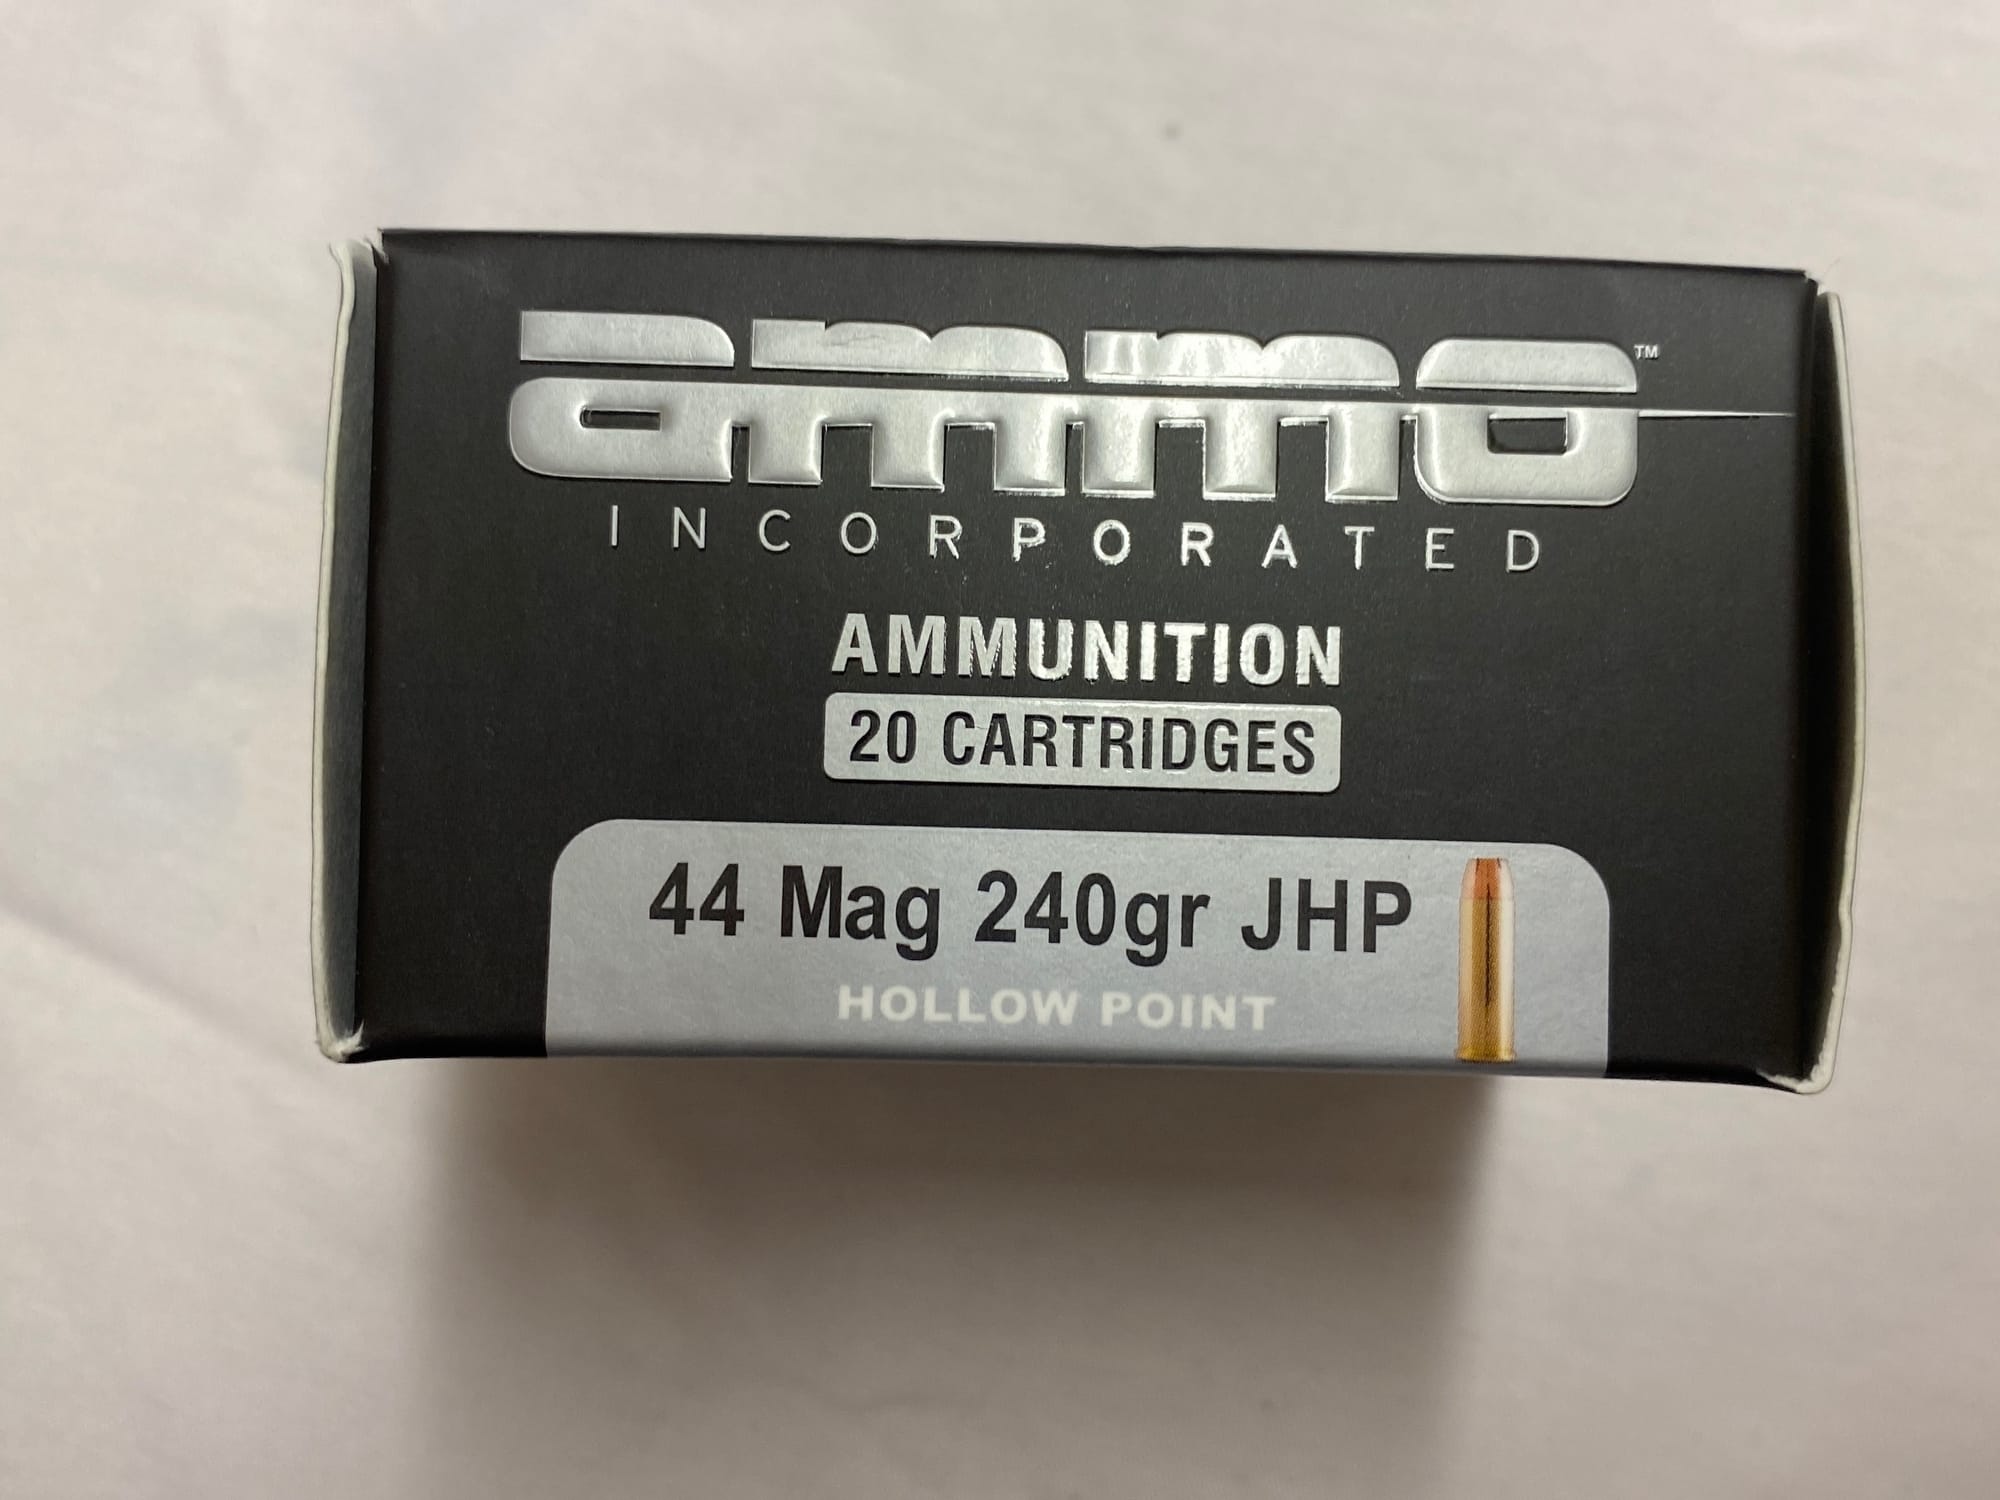 ammo™
INCORPORATED
AMMUNITION
20 CARTRIDGES
44 Mag 240gr JHP
HOLLOW POINT